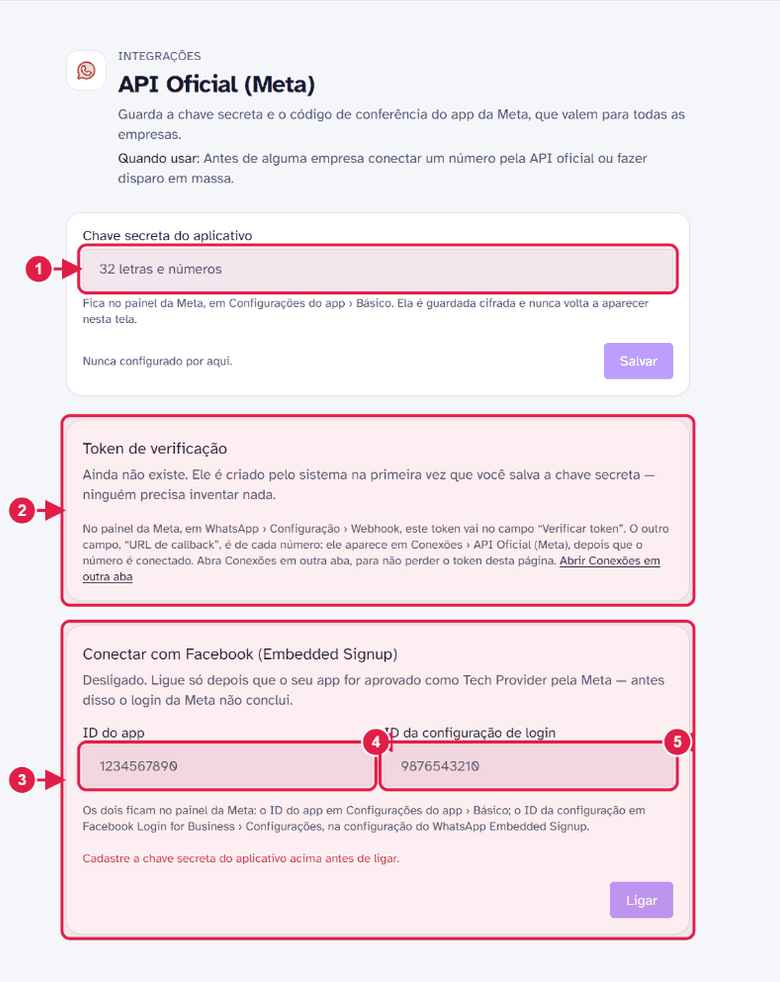 INTEGRAÇÕES
API Oficial (Meta)
Guarda a chave secreta e o código de conferência do app da Meta, que valem para todas as
empresas.
Quando usar: Antes de alguma empresa conectar um número pela API oficial ou fazer
disparo em massa.
Chave secreta do aplicativo
1
32 letras e números
Fica no painel da Meta, em Configurações do app › Básico. Ela é guardada cifrada e nunca volta a aparecer
nesta tela.
Nunca configurado por aqui.
Salvar
Token de verificação
Ainda não existe. Ele é criado pelo sistema na primeira vez que você salva a chave secreta —
ninguém precisa inventar nada.
2
No painel da Meta, em WhatsApp › Configuração › Webhook, este token vai no campo “Verificar token”. O outro
campo, “URL de callback”, é de cada número: ele aparece em Conexões › API Oficial (Meta), depois que o
número é conectado. Abra Conexões em outra aba, para não perder o token desta página. Abrir Conexões em
outra aba
Conectar com Facebook (Embedded Signup)
Desligado. Ligue só depois que o seu app for aprovado como Tech Provider pela Meta — antes
disso o login da Meta não conclui.
ID do app
4
ID da configuração de login
5
3
1234567890
9876543210
Os dois ficam no painel da Meta: o ID do app em Configurações do app › Básico; o ID da configuração em
Facebook Login for Business › Configurações, na configuração do WhatsApp Embedded Signup.
Cadastre a chave secreta do aplicativo acima antes de ligar.
Ligar